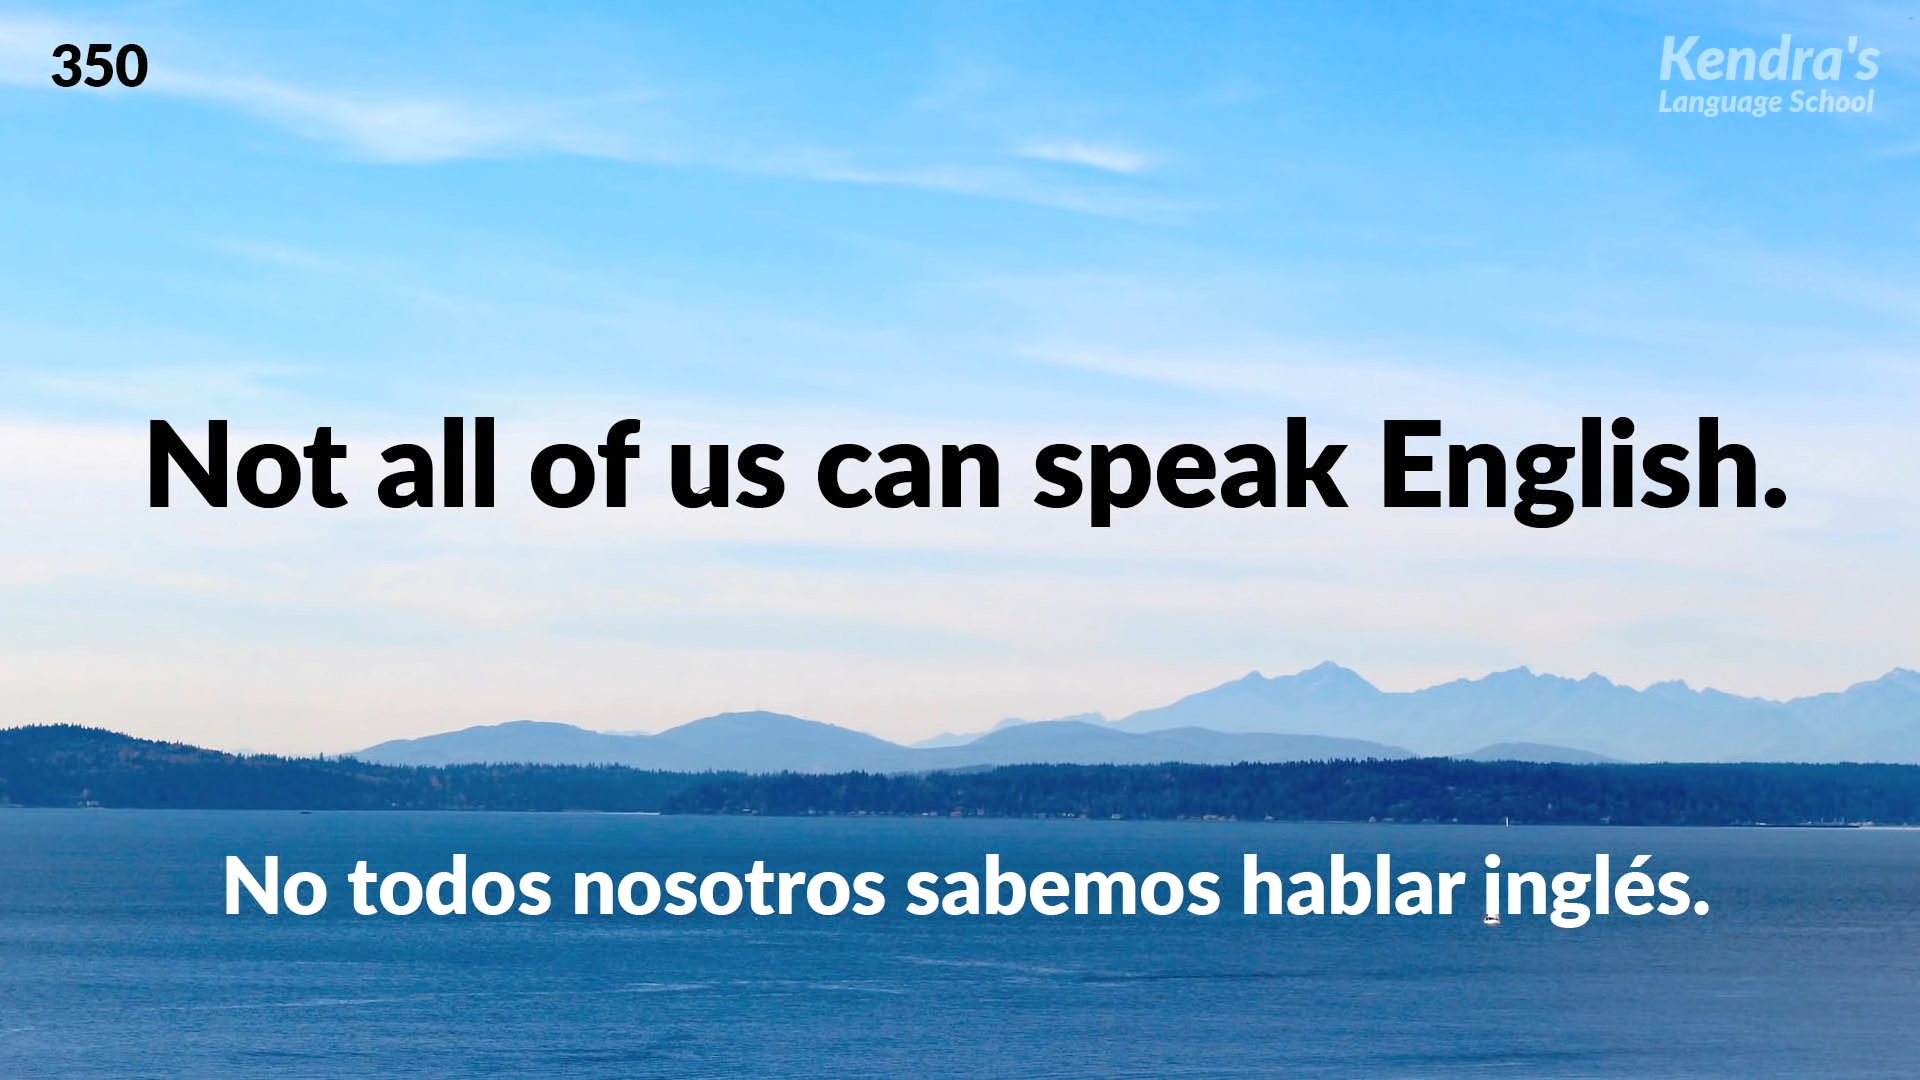 350
Kendra's
Language School
Not all of us can speak English.
No todos nosotros sabemos hablar inglés.